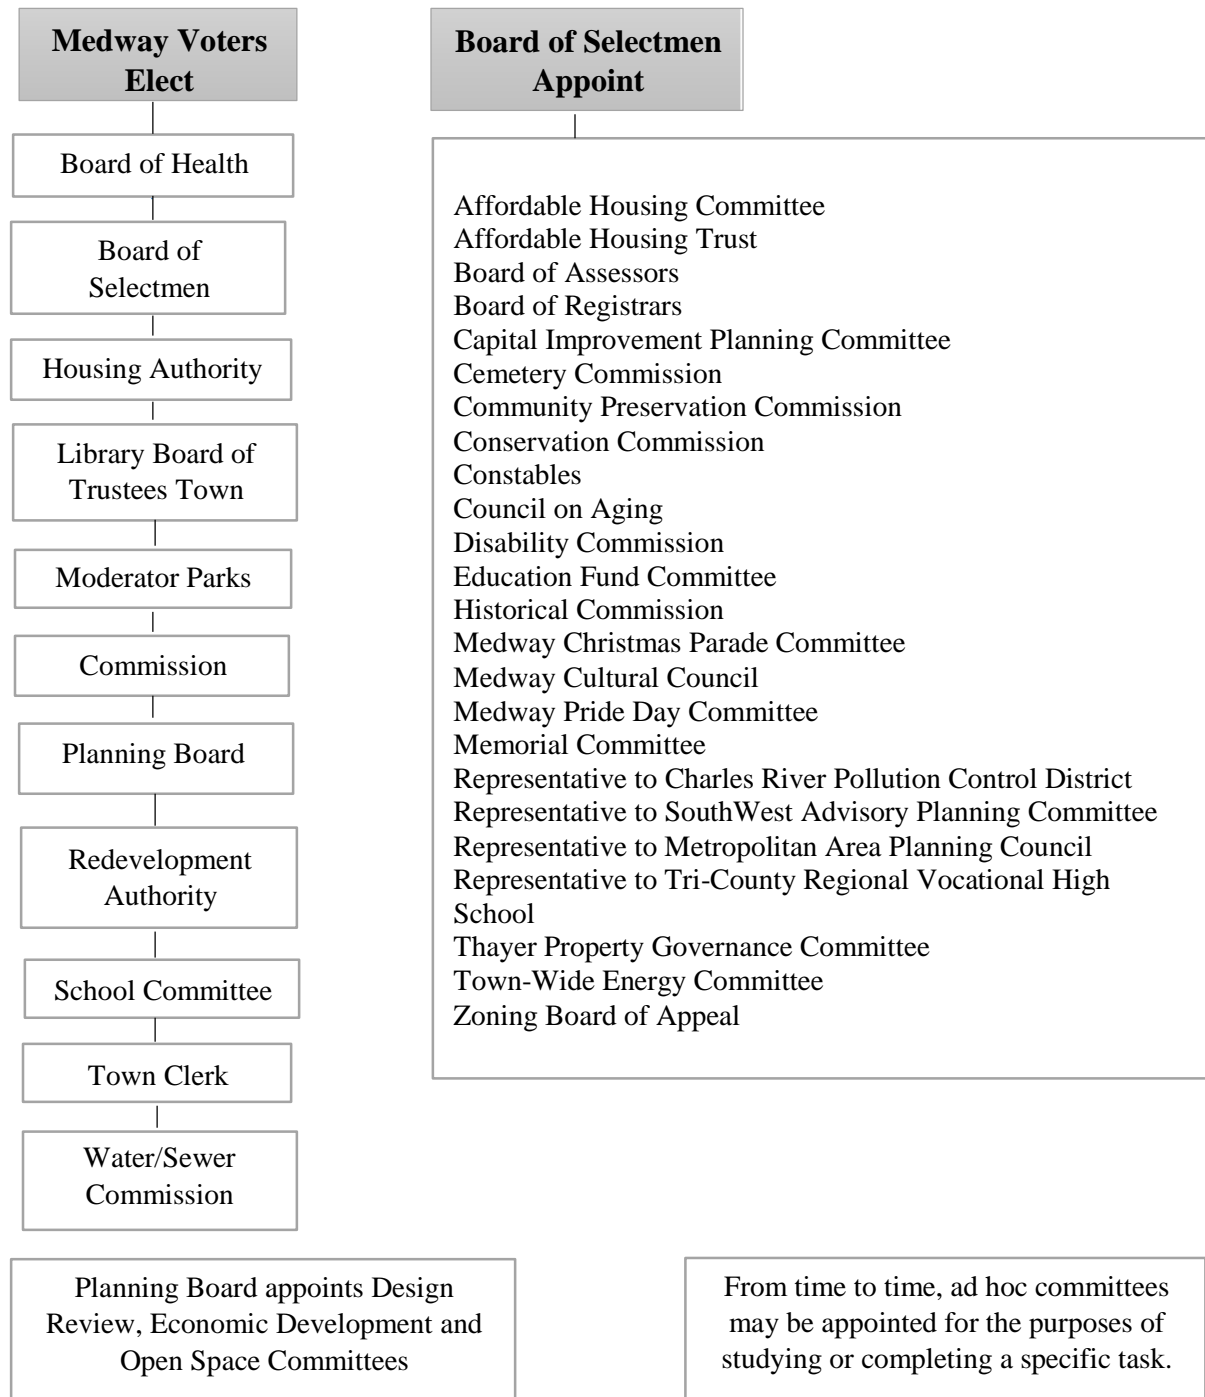 Medway Voters
Elect
Board of Health
Board of
Selectmen
Housing Authority
Library Board of
Trustees Town
Moderator Parks
Commission
Planning Board
Redevelopment
Authority
School Committee
Town Clerk
Water/Sewer
Commission
Board of Selectmen
Appoint
Affordable Housing Committee
Affordable Housing Trust
Board of Assessors
Board of Registrars
Capital Improvement Planning Committee
Cemetery Commission
Community Preservation Commission
Conservation Commission
Constables
Council on Aging
Disability Commission
Education Fund Committee
Historical Commission
Medway Christmas Parade Committee
Medway Cultural Council
Medway Pride Day Committee
Memorial Committee
Representative to Charles River Pollution Control District
Representative to SouthWest Advisory Planning Committee
Representative to Metropolitan Area Planning Council
Representative to Tri-County Regional Vocational High
School
Thayer Property Governance Committee
Town-Wide Energy Committee
Zoning Board of Appeal
Planning Board appoints Design
Review, Economic Development and
Open Space Committees
From time to time, ad hoc committees
may be appointed for the purposes of
studying or completing a specific task.